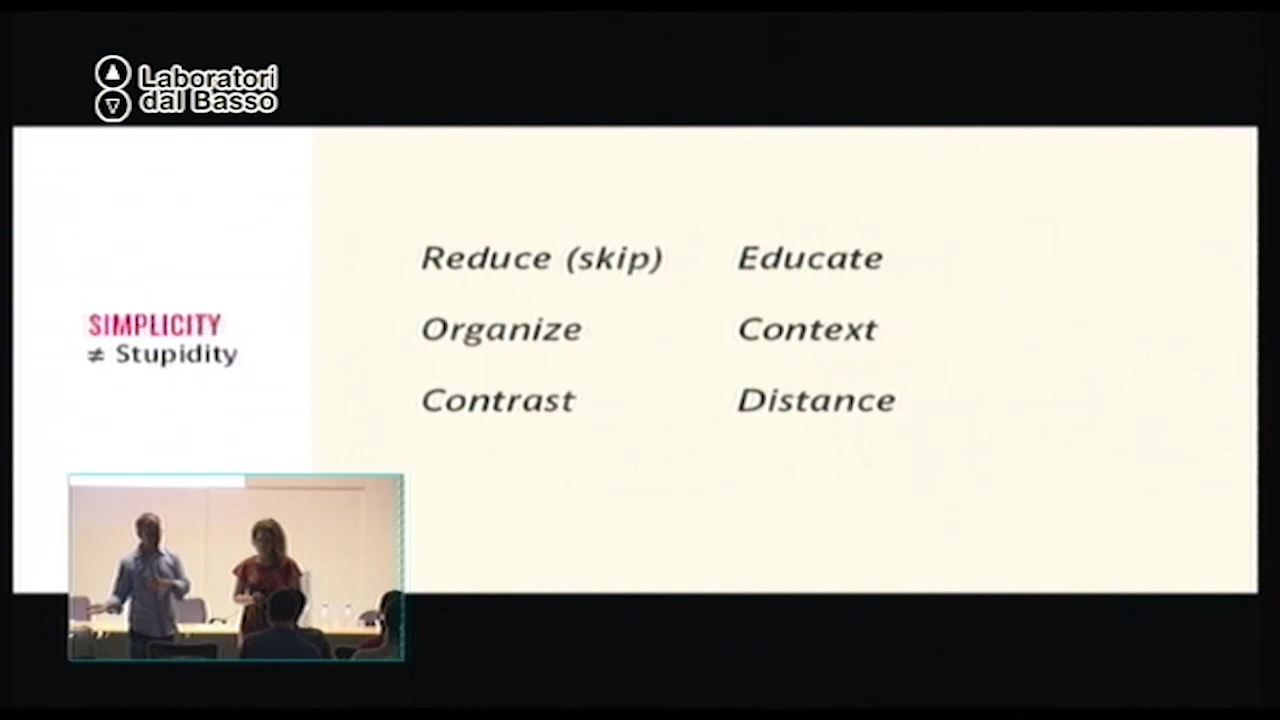 Laboratori
dal Basso
SIMPLICITY
≠ Stupidity
Reduce (skip)
Organize
Contrast
Educate
Context
Distance